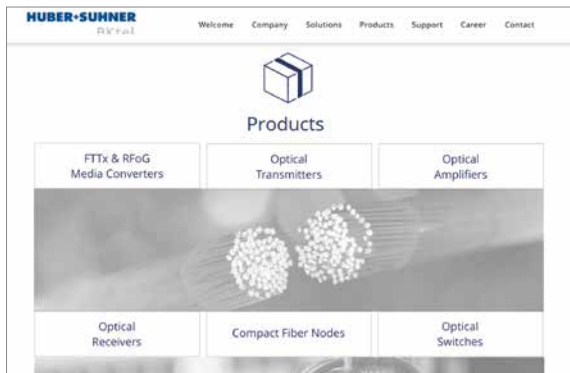 HUBER+SUHNER
BKtel
Welcome Company Solutions Products Support Career Contact
Products
FTTx & RFoG
Media Converters
Optical
Transmitters
Optical
Amplifiers
Optical
Receivers
Compact Fiber Nodes
Optical
Switches